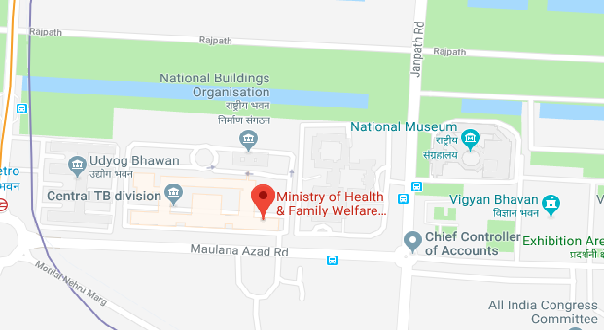 Janpath Rd
Rajpath
Rajpath
Rajpath
National Buildings
Organisation
राष्ट्रीय भवन
निर्माण संगठन
National Museum
राष्ट्रीय
संग्रहालय
Udyog Bhawan
उद्योग भवन
etro
भवन
Central TB division
Ministry of Health
& Family Welfare...
Vigyan Bhavan
विज्ञान भवन
V
Maulana Azad Rd
Chief Controller
of Accounts
Exhibition Are
प्रदर्शनी
Motilal Nehru Marg
All India Congress
Committee